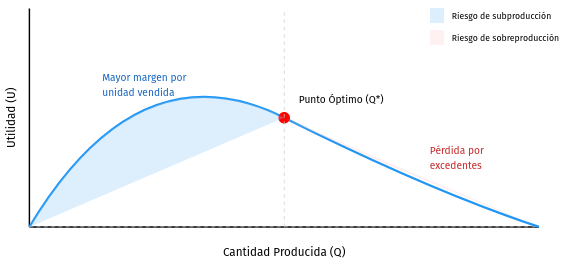 Riesgo de subproducción
Riesgo de sobreproducción
Mayor margen por
unidad vendida
Punto Óptimo (Q*)
Pérdida por
excedentes
Utilidad (U)
Cantidad Producida (Q)